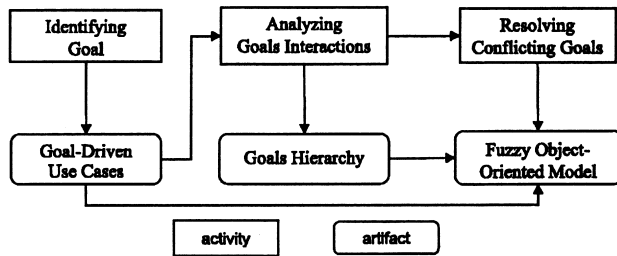 Identifying
Goal
Analyzing
Goals Interactions
Resolving
Conflicting Goals
Goal-Driven
Use Cases
Goals Hierarchy
Fuzzy Object-
Oriented Model
activity
artifact